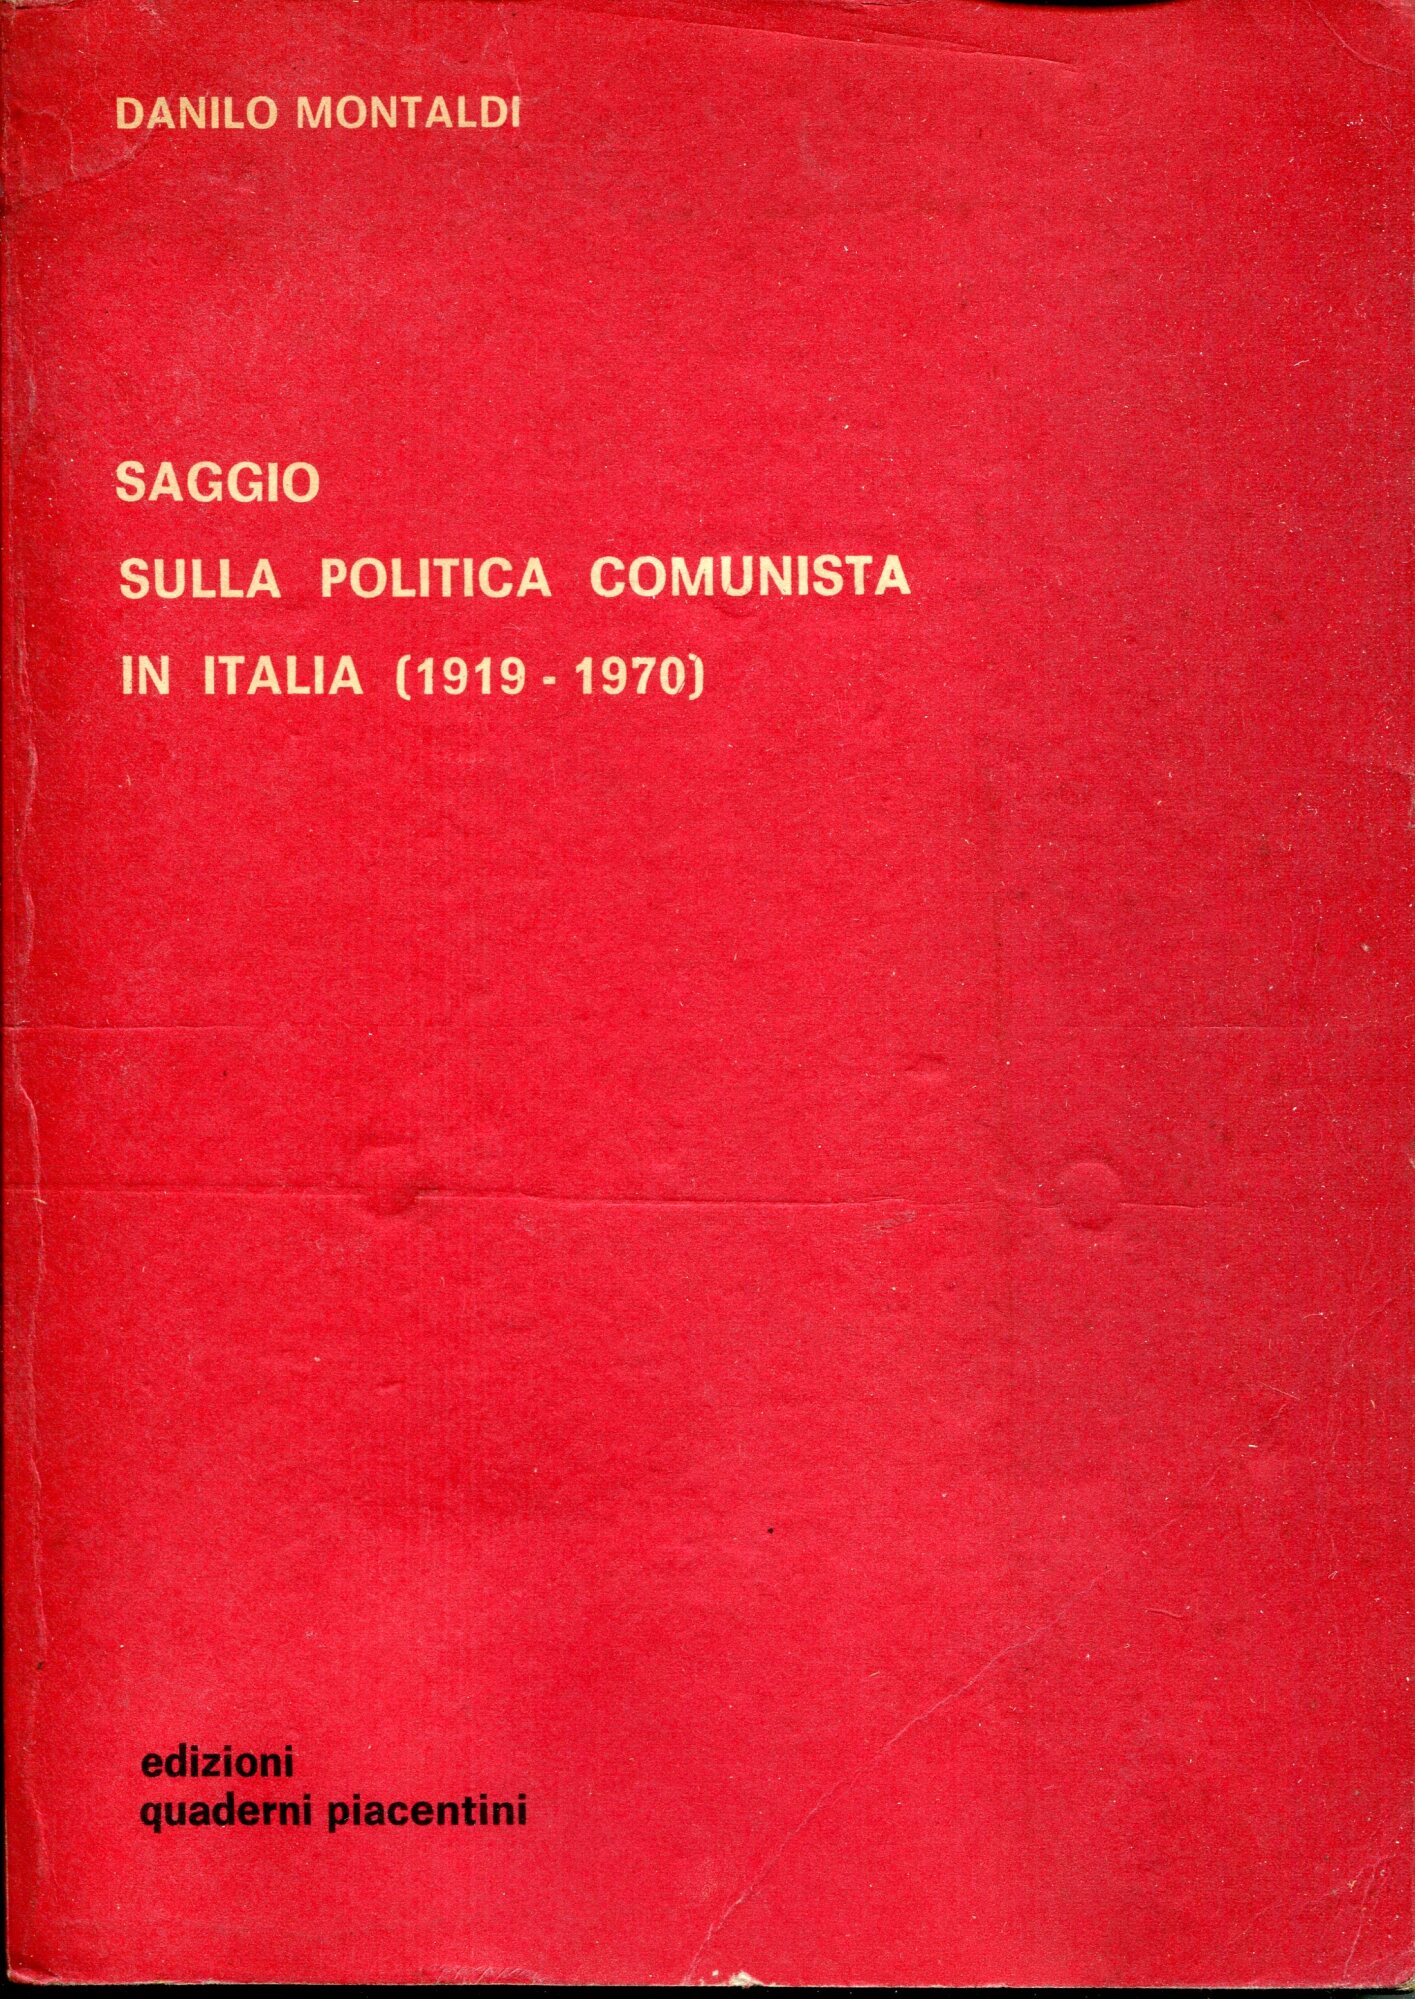 DANILO MONTALDI
SAGGIO
SULLA POLITICA COMUNISTA
IN ITALIA (1919 - 1970)
edizioni
quaderni piacentini